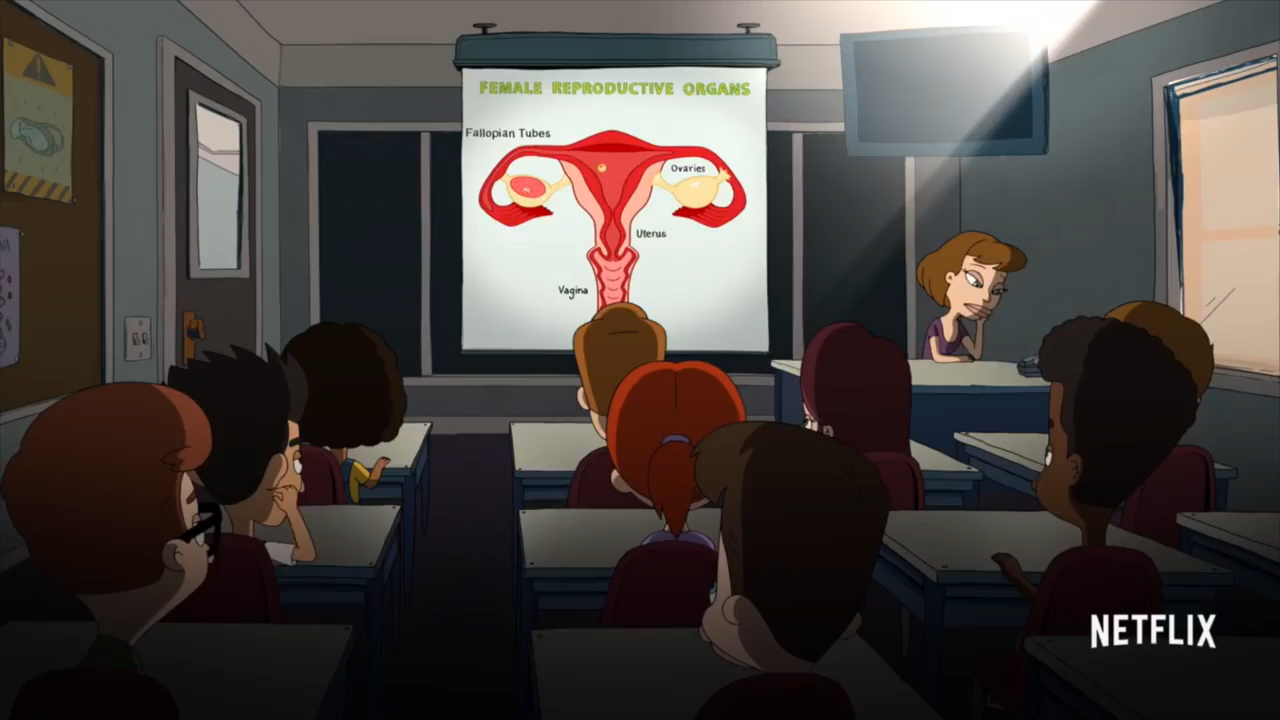 FEMALE REPRODUCTIVE ORGANS
Fallopian Tubes
Ovaries
Uterus
Vagina
NETFLIX